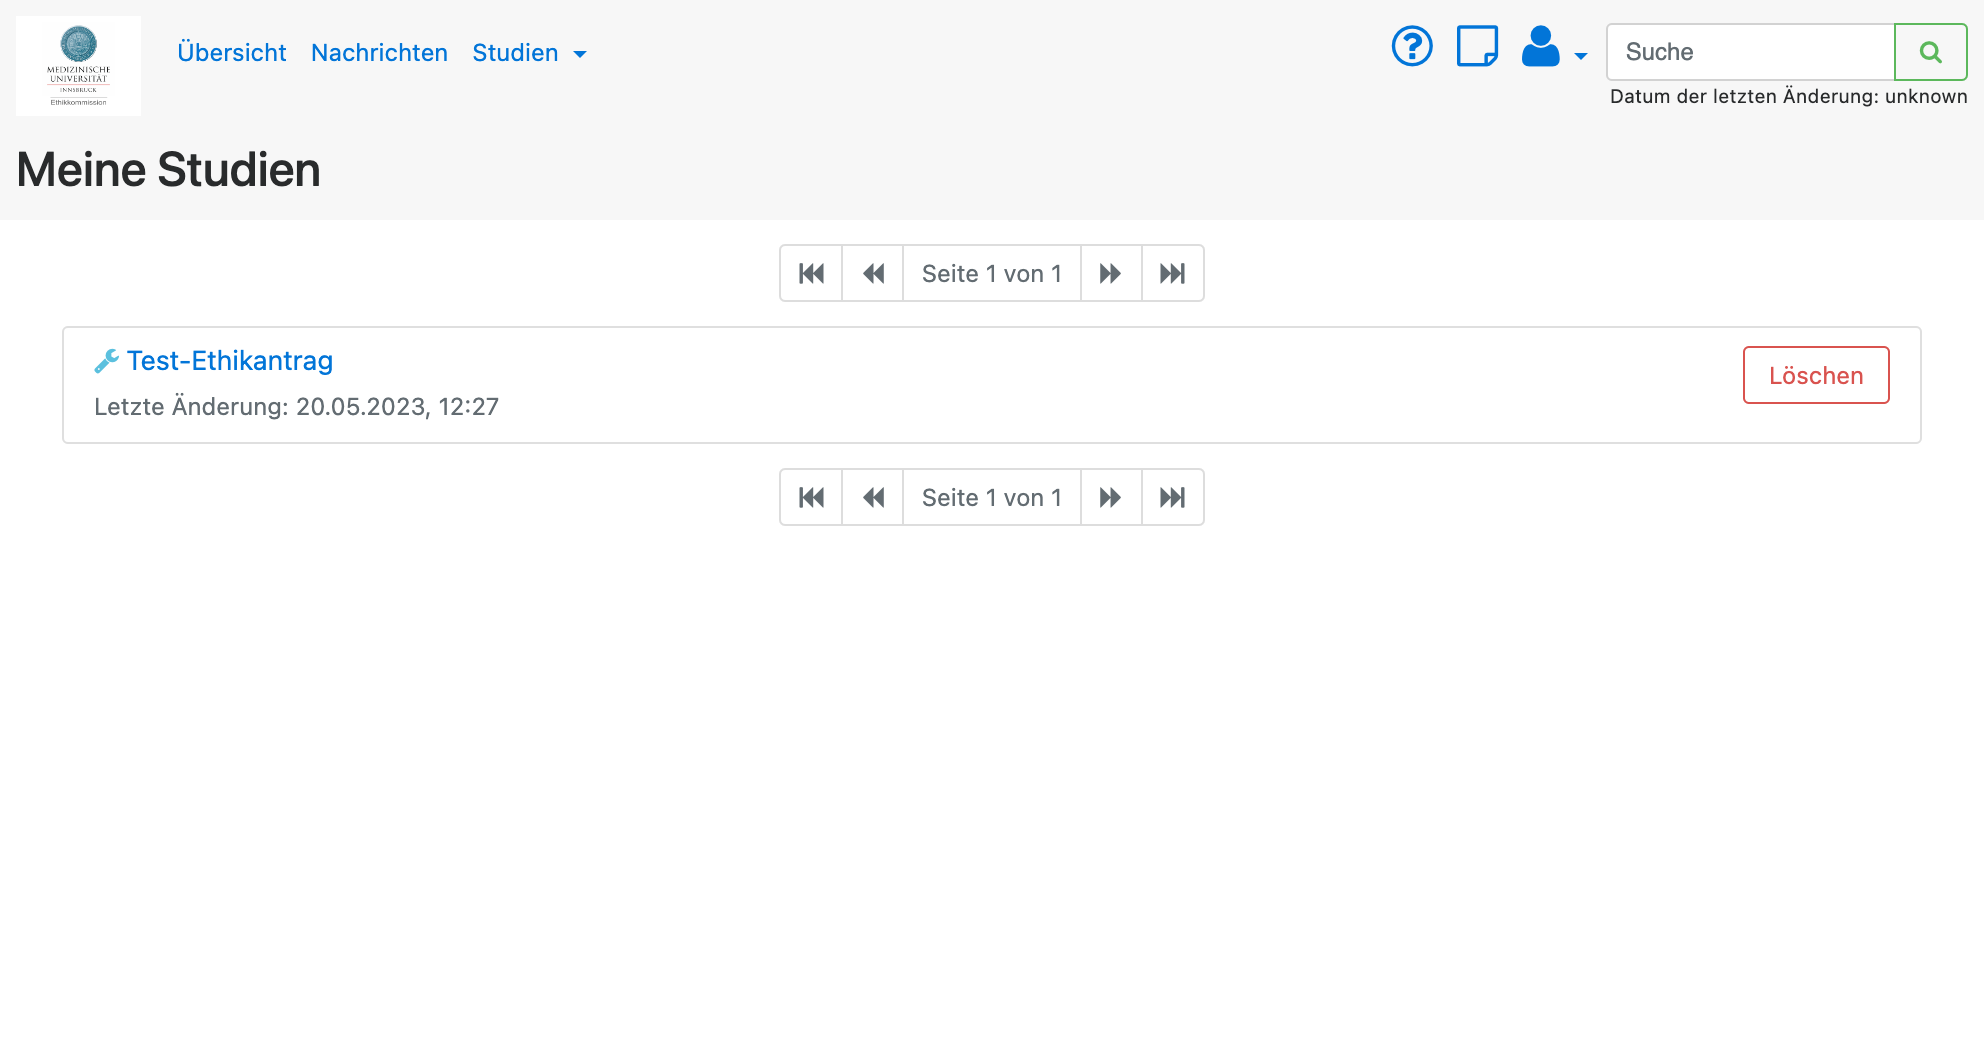 MEDIZINISCHE
UNIVERSITÄT
INNSBRUCK
Ethikkommission
Übersicht Nachrichten Studien
Suche
Datum der letzten Änderung: unknown
Meine Studien
Seite 1 von 1
Test-Ethikantrag
Löschen
Letzte Änderung: 20.05.2023, 12:27
Seite 1 von 1